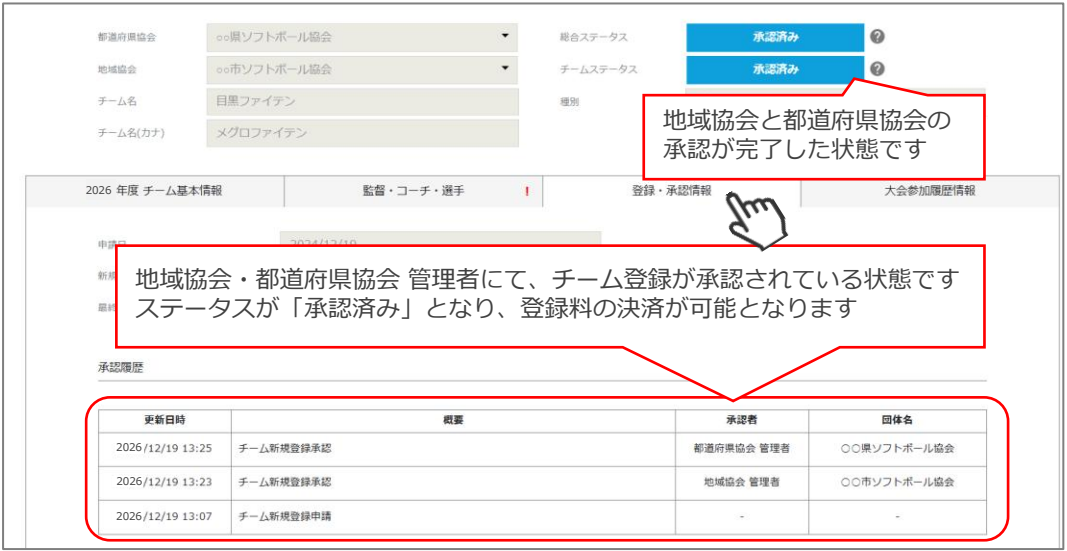 都道府県協会 ○○県ソフトボール協会 総合ステータス 承認済み ?
地域協会 ○○市ソフトボール協会 チームステータス 承認済み ?
チーム名 目黒ファイテン 種別
チーム名(カナ) メグロファイテン
地域協会と都道府県協会の
承認が完了した状態です
2026 年度 チーム基本情報 監督・コーチ・選手 ! 登録・承認情報 大会参加履歴情報
申請日 2024/12/19
新規
最終
地域協会・都道府県協会 管理者にて、チーム登録が承認されている状態です
ステータスが「承認済み」となり、登録料の決済が可能となります
承認履歴
更新日時 概要 承認者 団体名
2026/12/19 13:25 チーム新規登録承認 都道府県協会 管理者 ○○県ソフトボール協会
2026/12/19 13:23 チーム新規登録承認 地域協会 管理者 ○○市ソフトボール協会
2026/12/19 13:07 チーム新規登録申請 - -